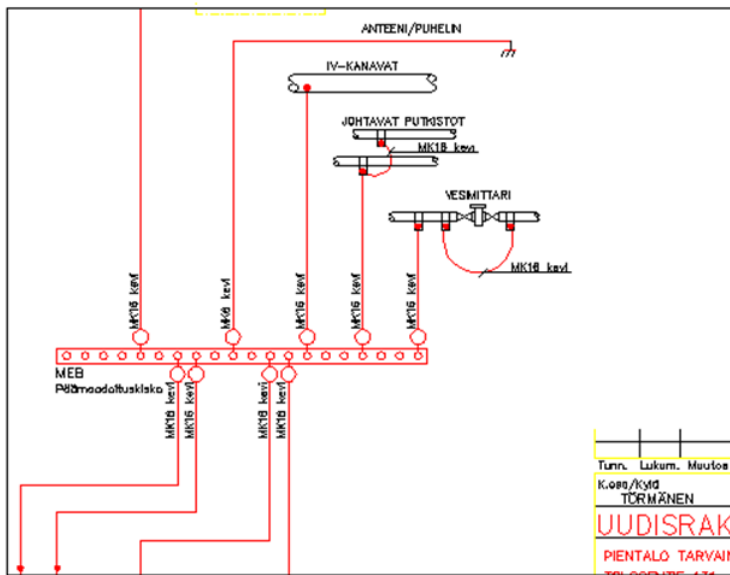 ANTEENI/PUHELIN
IV-KANAVAT
JOHTAVAT PUTKISTOT
MK16 kevi
VESIMITTARI
MK16 kevi
MK16 kevi
MK6 kevi
MK16 kevi
MK16 kevi
MK16 kevi
MEB
Päämaadoituskisko
MK16 kevi
MK16 kevi
MK16 kevi
MK16 kevi
Tunn. Lukum. Muutos
K.osa/Kylä
TÖRMÄNEN
UUDISRAK
PIENTALO TARVAIN